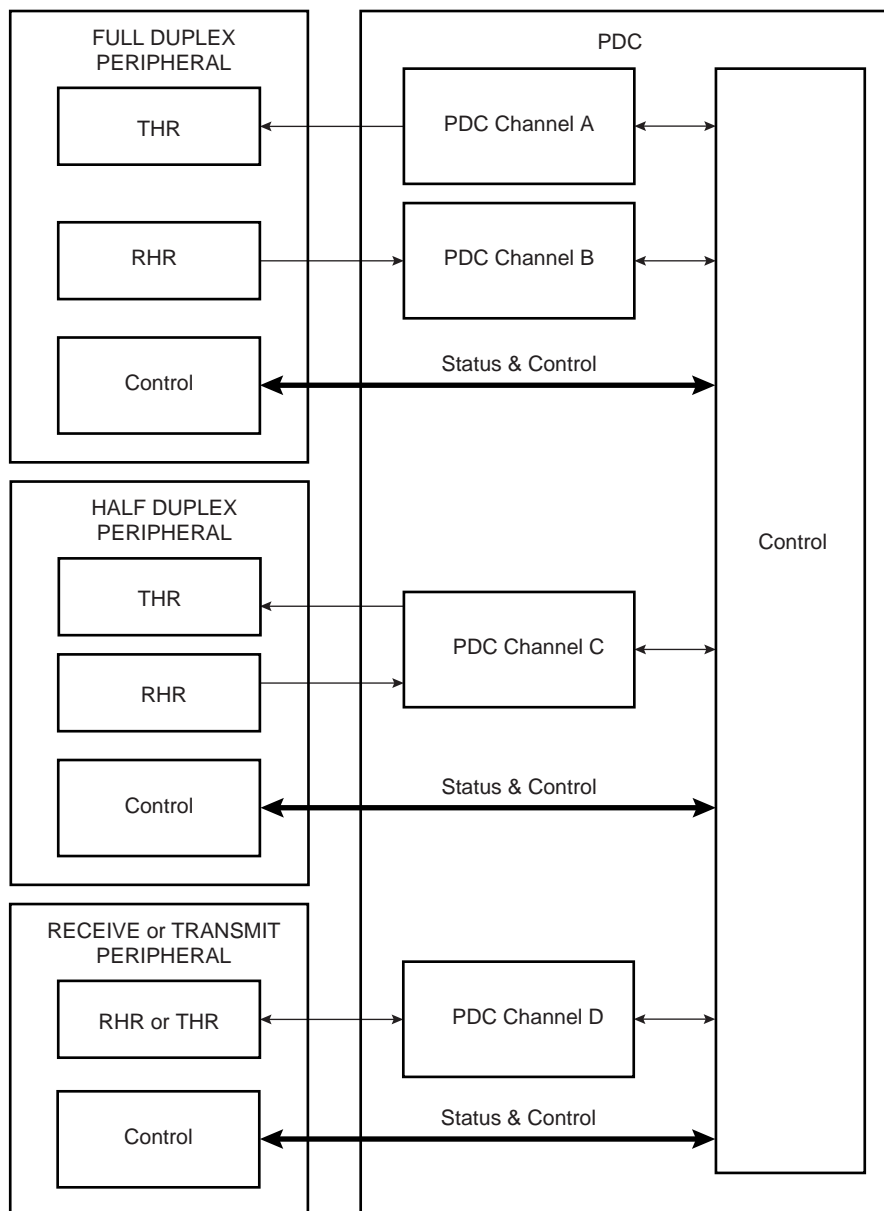 FULL DUPLEX
PERIPHERAL
PDC
THR
PDC Channel A
RHR
PDC Channel B
Control
Status & Control
HALF DUPLEX
PERIPHERAL
Control
THR
PDC Channel C
RHR
Control
Status & Control
RECEIVE or TRANSMIT
PERIPHERAL
RHR or THR
PDC Channel D
Control
Status & Control